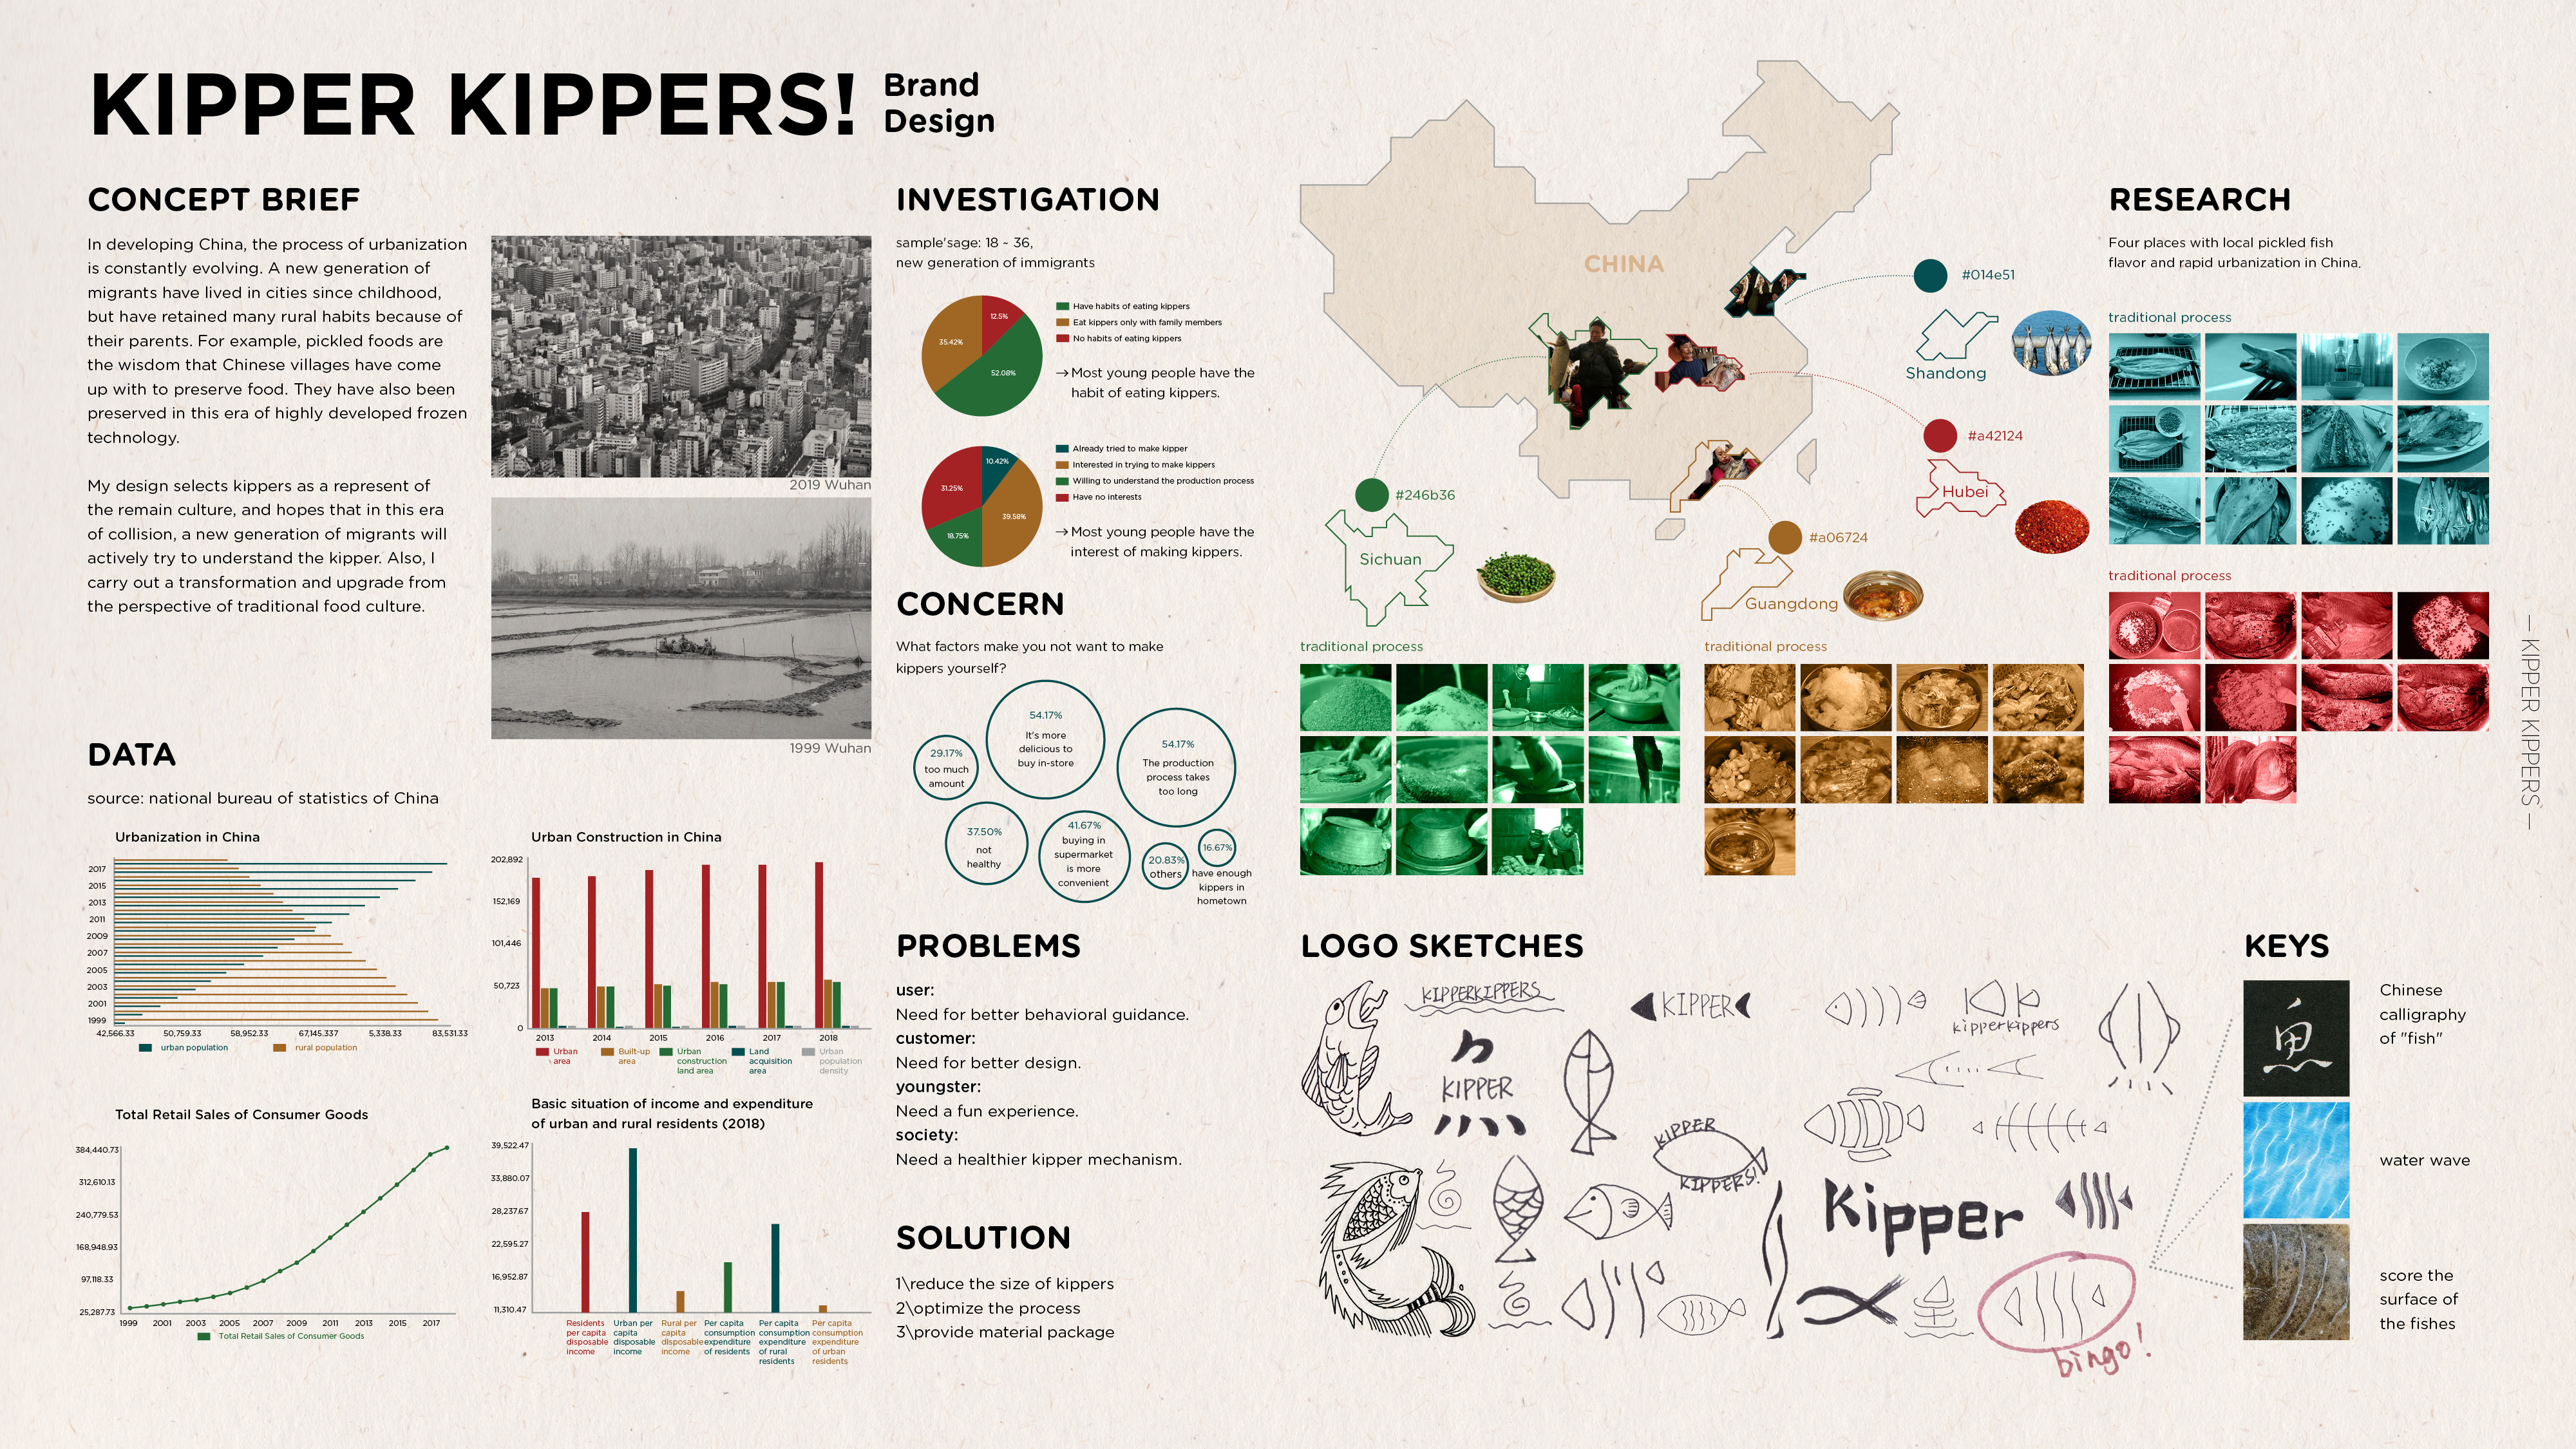 KIPPER KIPPERS!
Brand
Design
CONCEPT BRIEF
In developing China, the process of urbanization
is constantly evolving. A new generation of
migrants have lived in cities since childhood,
but have retained many rural habits because of
their parents. For example, pickled foods are
the wisdom that Chinese villages have come
up with to preserve food. They have also been
preserved in this era of highly developed frozen
technology.
My design selects kippers as a represent of
the remain culture, and hopes that in this era
of collision, a new generation of migrants will
actively try to understand the kipper. Also, I
carry out a transformation and upgrade from
the perspective of traditional food culture.
2019 Wuhan
1999 Wuhan
DATA
source: national bureau of statistics of China
Urbanization in China
2017
2015
2013
2011
2009
2007
2005
2003
2001
1999
42,566.33
50,759.33
58,952.33
67,145.337
5,338.33
83,531.33
urban population
rural population
Urban Construction in China
202,892
152,169
101,446
50,723
0
2013
2014
2015
2016
2017
2018
Urban
area
Built-up
area
Urban
construction
land area
Land
acquisition
area
Urban
population
density
Total Retail Sales of Consumer Goods
384,440.73
312,610.13
240,779.53
168,948.93
97,118.33
25,287.73
1999
2001
2003
2005
2007
2009
2011
2013
2015
2017
Total Retail Sales of Consumer Goods
Basic situation of income and expenditure
of urban and rural residents (2018)
39,522.47
33,880.07
28,237.67
22,595.27
16,952.87
11,310.47
Residents
per capita
disposable
income
Urban per
capita
disposable
income
Rural per
capita
disposable
income
Per capita
consumption
expenditure
of residents
Per capita
consumption
expenditure
of rural
residents
Per capita
consumption
expenditure
of urban
residents
INVESTIGATION
sample'sage: 18 ~ 36,
new generation of immigrants
12.5%
35.42%
52.08%
Have habits of eating kippers
Eat kippers only with family members
No habits of eating kippers
→Most young people have the
habit of eating kippers.
10.42%
31.25%
39.58%
18.75%
Already tried to make kipper
Interested in trying to make kippers
Willing to understand the production process
Have no interests
→Most young people have the
interest of making kippers.
CONCERN
What factors make you not want to make
kippers yourself?
29.17%
too much
amount
54.17%
It's more
delicious to
buy in-store
54.17%
The production
process takes
too long
37.50%
not
healthy
41.67%
buying in
supermarket
is more
convenient
20.83%
others
16.67%
have enough
kippers in
hometown
PROBLEMS
user:
Need for better behavioral guidance.
customer:
Need for better design.
youngster:
Need a fun experience.
society:
Need a healthier kipper mechanism.
SOLUTION
1\reduce the size of kippers
2\optimize the process
3\provide material package
CHINA
#014e51
Shandong
#a42124
Hubei
#246b36
Sichuan
#a06724
Guangdong
traditional process
traditional process
RESEARCH
Four places with local pickled fish
flavor and rapid urbanization in China.
traditional process
traditional process
— KIPPER KIPPERS —
LOGO SKETCHES
KIPPERKIPPERS
KIPPER
KIPPER
kipperkippers
KIPPER
KIPPERS!
Kipper
bingo!
KEYS
魚
Chinese
calligraphy
of "fish"
water wave
score the
surface of
the fishes